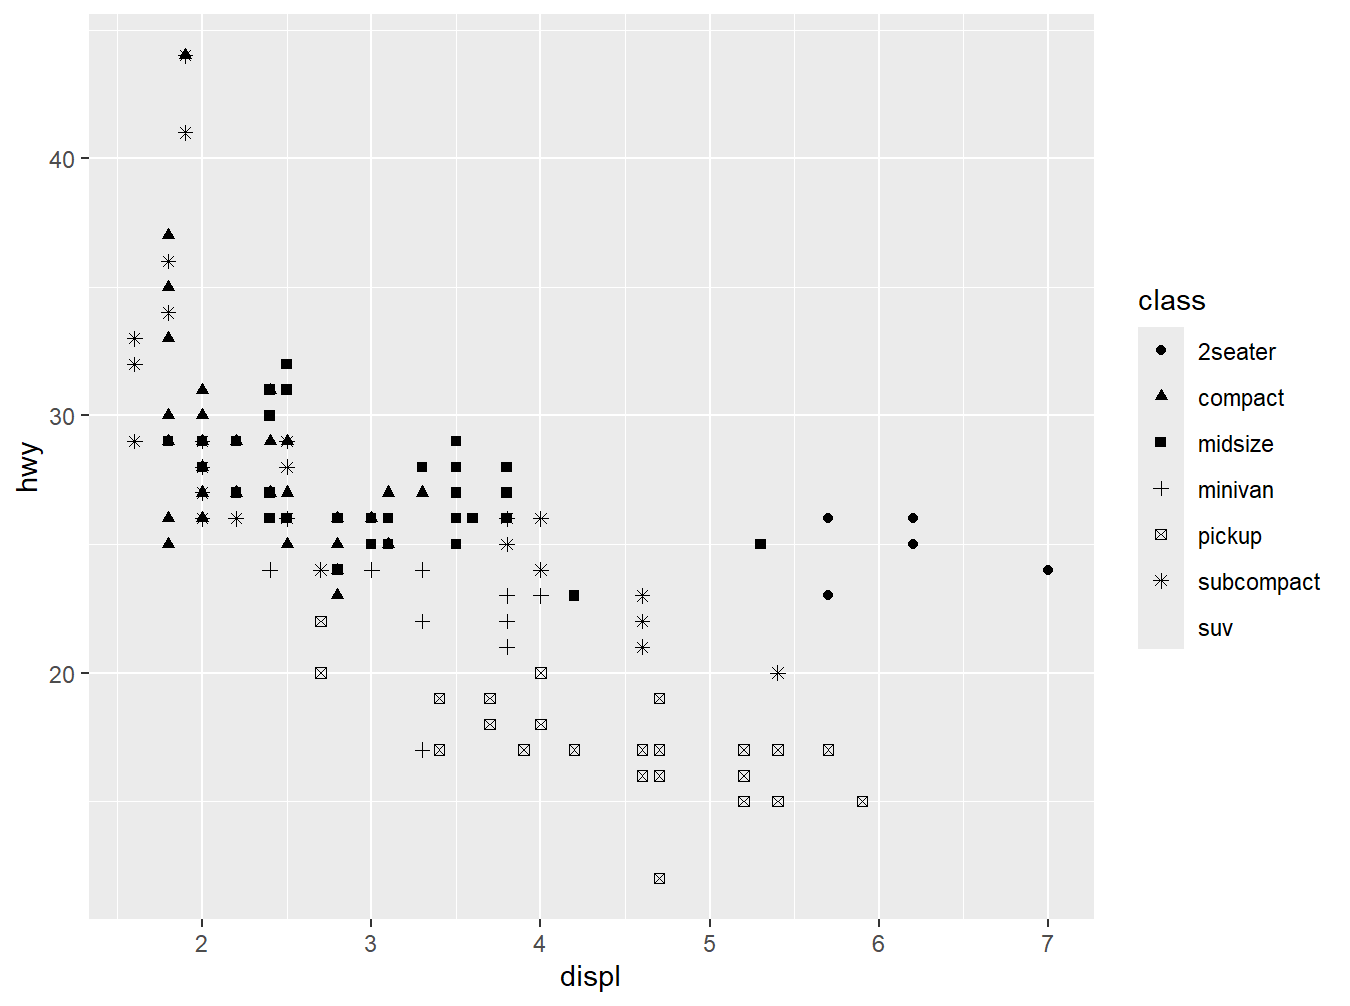 40
30
20
hwy
2
3
4
5
6
7
displ
class
2seater
compact
midsize
minivan
pickup
subcompact
suv